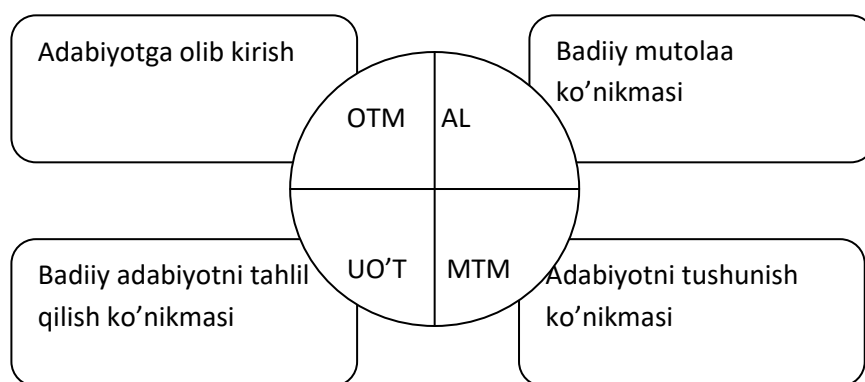 Adabiyotga olib kirish
Badiiy mutolaa
ko’nikmasi
OTM
AL
UO’T
MTM
Badiiy adabiyotni tahlil
qilish ko’nikmasi
Adabiyotni tushunish
ko’nikmasi